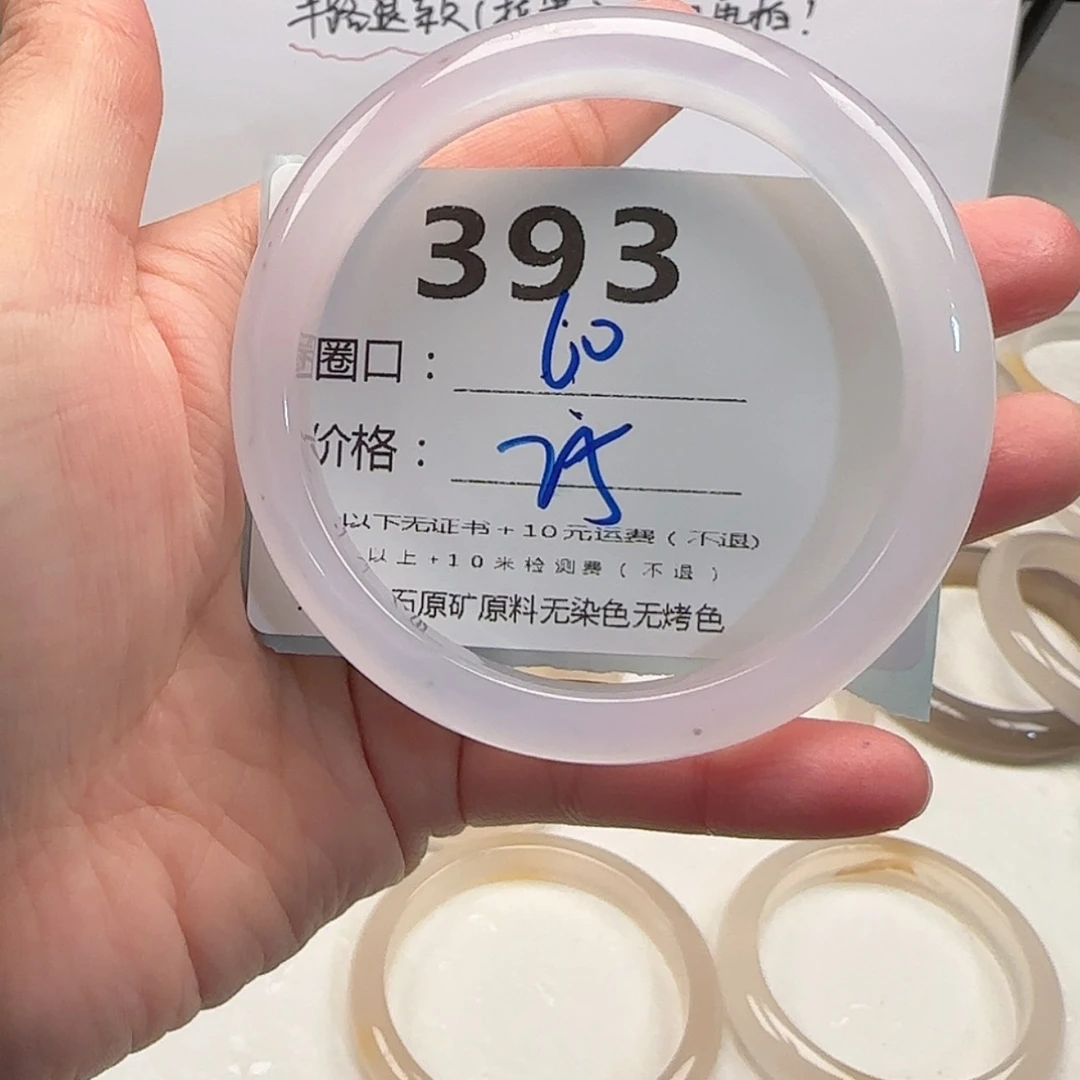 393
圈口： 60
价格：
以下无证书+10元运费（不退)
以上+10米检测费（不退）
石原矿原料无染色无烤色